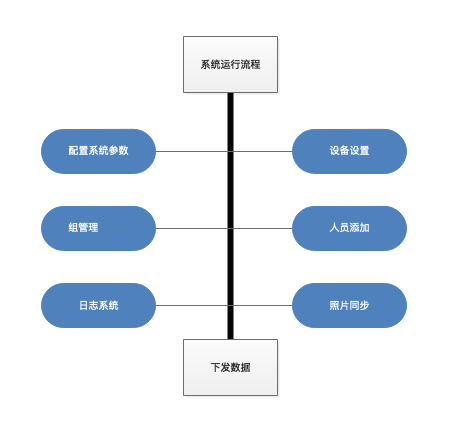 系统运行流程
配置系统参数
设备设置
组管理
人员添加
日志系统
照片同步
下发数据